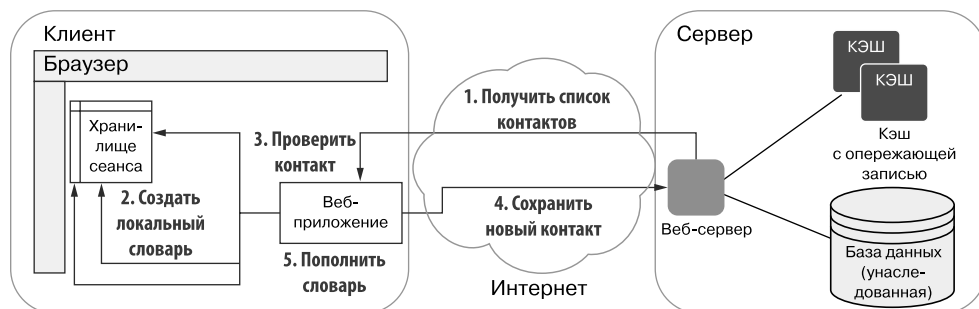 Клиент
Браузер
Храни-
лище
сеанса
2. Создать
локальный
словарь
3. Проверить
контакт
Веб-
приложение
5. Пополнить
словарь
1. Получить список
контактов
4. Сохранить
новый контакт
Интернет
Сервер
КЭШ
КЭШ
Кэш
с опережающей
записью
Веб-сервер
База данных
(унасле-
дованная)